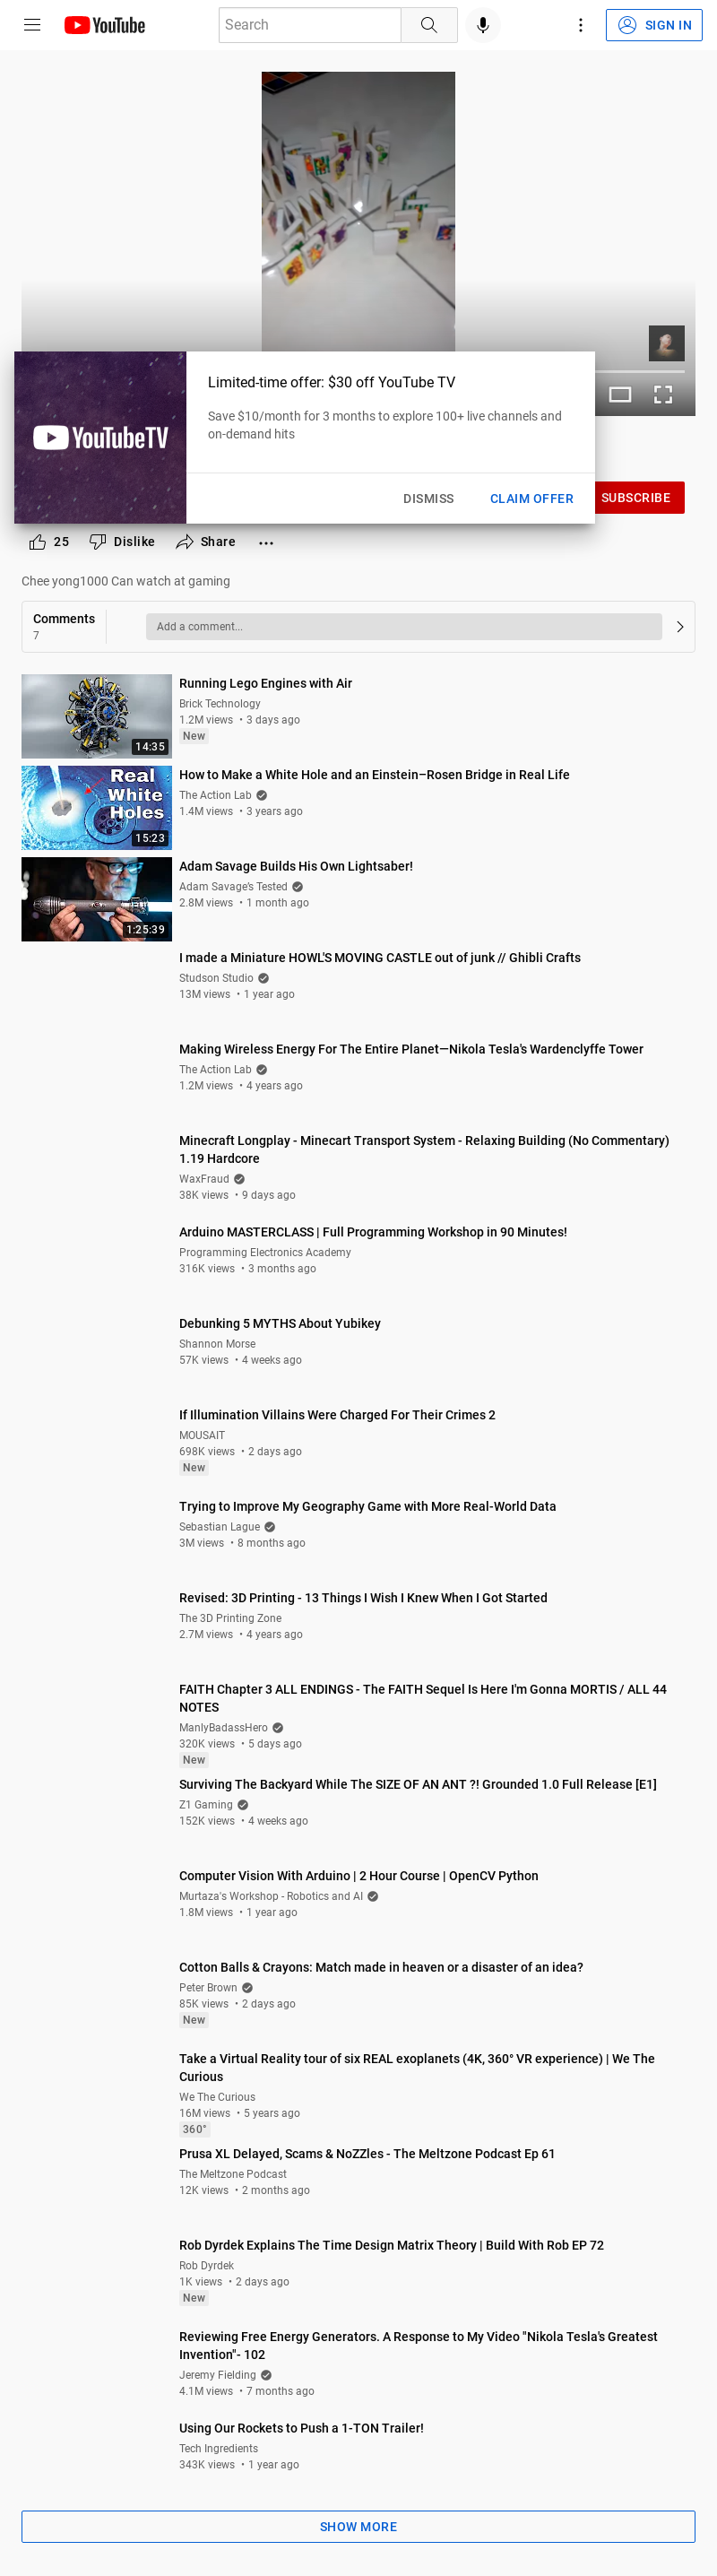 YouTube
Search
SIGN IN
YouTubeTV
Limited-time offer: $30 off YouTube TV
Save $10/month for 3 months to explore 100+ live channels and
on-demand hits
DISMISS
CLAIM OFFER
SUBSCRIBE
25
Dislike
Share
Chee yong1000 Can watch at gaming
Comments
7
Add a comment...
Running Lego Engines with Air
Brick Technology
1.2M views • 3 days ago
New
14:35
How to Make a White Hole and an Einstein–Rosen Bridge in Real Life
The Action Lab
1.4M views • 3 years ago
Real
White
Holes
15:23
Adam Savage Builds His Own Lightsaber!
Adam Savage's Tested
2.8M views • 1 month ago
1:25:39
I made a Miniature HOWL'S MOVING CASTLE out of junk // Ghibli Crafts
Studson Studio
13M views • 1 year ago
Making Wireless Energy For The Entire Planet—Nikola Tesla's Wardenclyffe Tower
The Action Lab
1.2M views • 4 years ago
Minecraft Longplay - Minecart Transport System - Relaxing Building (No Commentary)
1.19 Hardcore
WaxFraud
38K views • 9 days ago
Arduino MASTERCLASS | Full Programming Workshop in 90 Minutes!
Programming Electronics Academy
316K views • 3 months ago
Debunking 5 MYTHS About Yubikey
Shannon Morse
57K views • 4 weeks ago
If Illumination Villains Were Charged For Their Crimes 2
MOUSAIT
698K views • 2 days ago
New
Trying to Improve My Geography Game with More Real-World Data
Sebastian Lague
3M views • 8 months ago
Revised: 3D Printing - 13 Things I Wish I Knew When I Got Started
The 3D Printing Zone
2.7M views • 4 years ago
FAITH Chapter 3 ALL ENDINGS - The FAITH Sequel Is Here I'm Gonna MORTIS / ALL 44
NOTES
ManlyBadassHero
320K views • 5 days ago
New
Surviving The Backyard While The SIZE OF AN ANT ?! Grounded 1.0 Full Release [E1]
Z1 Gaming
152K views • 4 weeks ago
Computer Vision With Arduino | 2 Hour Course | OpenCV Python
Murtaza's Workshop - Robotics and AI
1.8M views • 1 year ago
Cotton Balls & Crayons: Match made in heaven or a disaster of an idea?
Peter Brown
85K views • 2 days ago
New
Take a Virtual Reality tour of six REAL exoplanets (4K, 360° VR experience) | We The
Curious
We The Curious
16M views • 5 years ago
360°
Prusa XL Delayed, Scams & NoZZles - The Meltzone Podcast Ep 61
The Meltzone Podcast
12K views • 2 months ago
Rob Dyrdek Explains The Time Design Matrix Theory | Build With Rob EP 72
Rob Dyrdek
1K views • 2 days ago
New
Reviewing Free Energy Generators. A Response to My Video "Nikola Tesla's Greatest
Invention"- 102
Jeremy Fielding
4.1M views • 7 months ago
Using Our Rockets to Push a 1-TON Trailer!
Tech Ingredients
343K views • 1 year ago
SHOW MORE